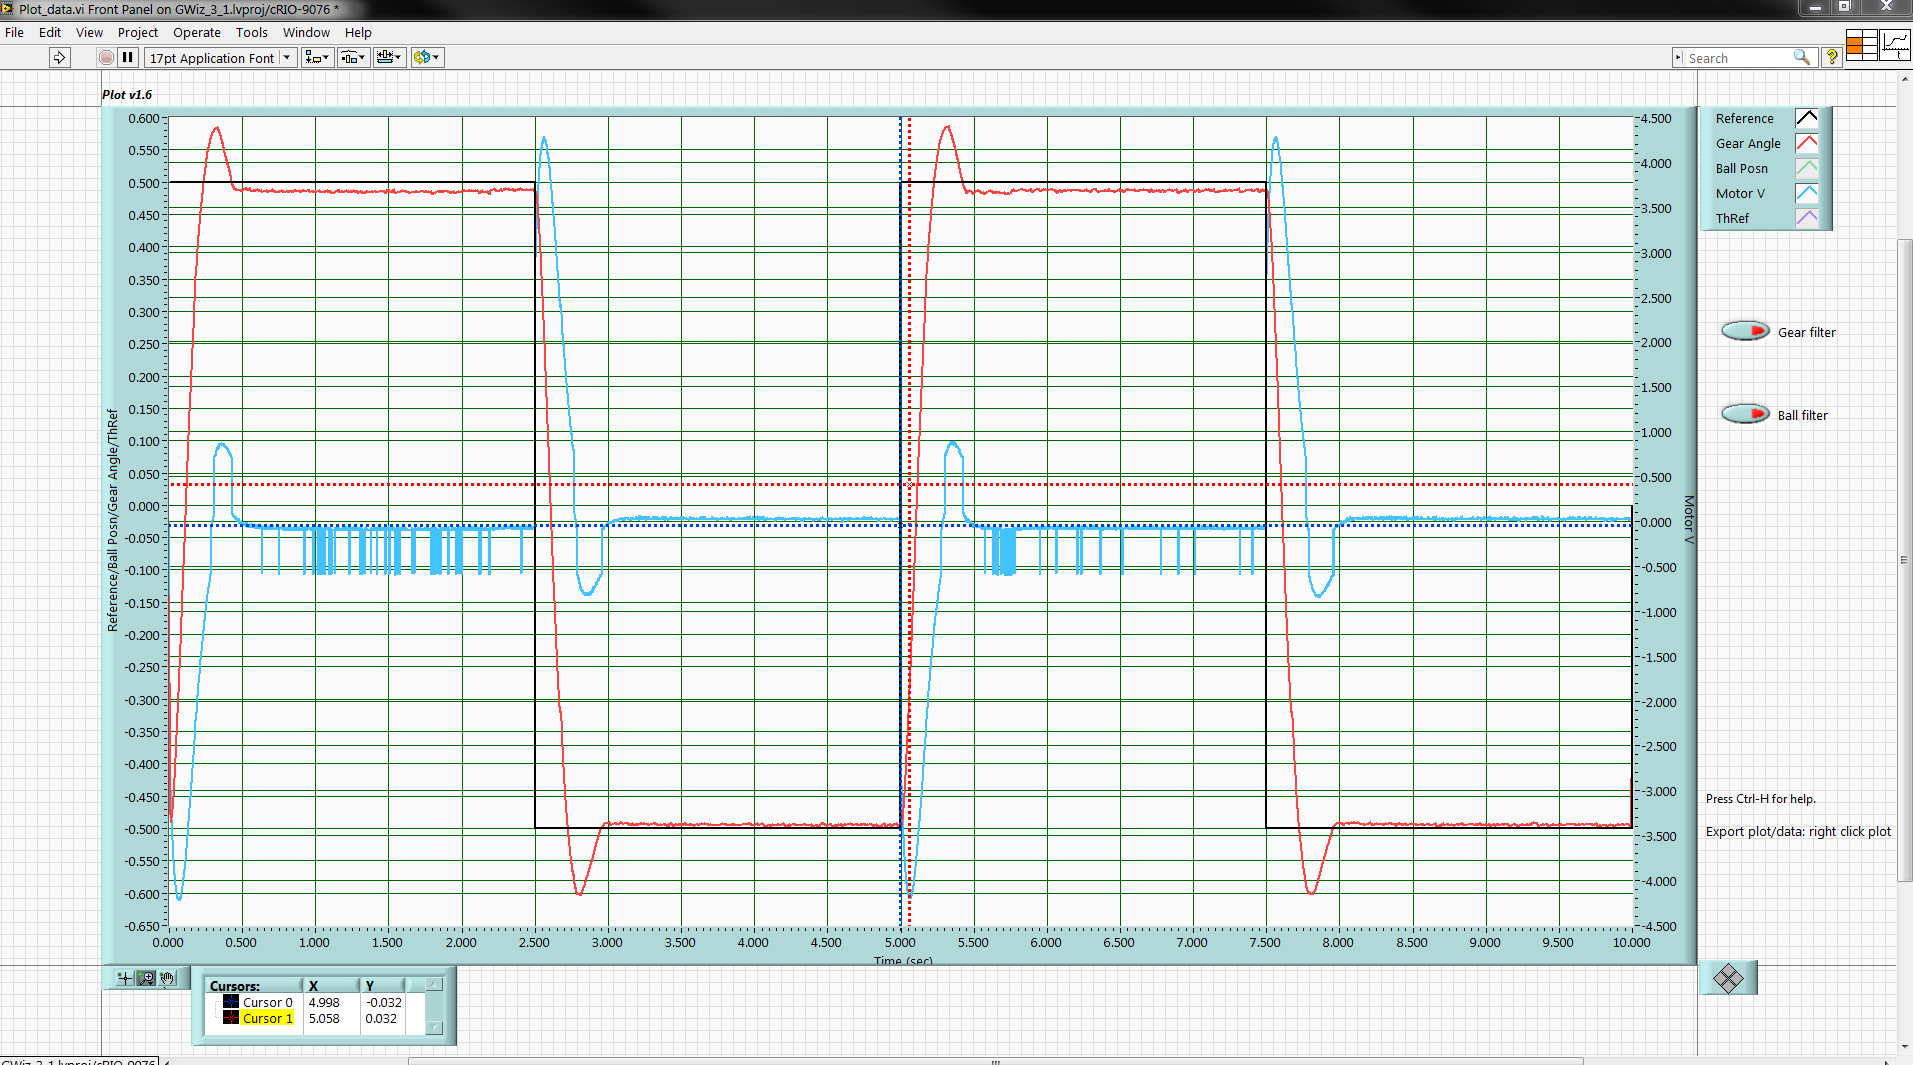 Plot_data.vi Front Panel on GWiz_3_1.lvproj/cRIO-9076 *
File Edit View Project Operate Tools Window Help
17pt Application Font
Search
?
Plot v1.6
Reference/Ball Posn/Gear Angle/ThRef
0.600
0.550
0.500
0.450
0.400
0.350
0.300
0.250
0.200
0.150
0.100
0.050
0.000
-0.050
-0.100
-0.150
-0.200
-0.250
-0.300
-0.350
-0.400
-0.450
-0.500
-0.550
-0.600
-0.650
4.500
4.000
3.500
3.000
2.500
2.000
1.500
1.000
0.500
0.000
-0.500
-1.000
-1.500
-2.000
-2.500
-3.000
-3.500
-4.000
-4.500
Motor V
0.000 0.500 1.000 1.500 2.000 2.500 3.000 3.500 4.000 4.500 5.000 5.500 6.000 6.500 7.000 7.500 8.000 8.500 9.000 9.500 10.000
Time (sec)
Reference
Gear Angle
Ball Posn
Motor V
ThRef
Gear filter
Ball filter
Press Ctrl-H for help.
Export plot/data: right click plot
Cursors: X Y
Cursor 0 4.998 -0.032
Cursor 1 5.058 0.032
GWiz_3_1.lvproj/cRIO-9076